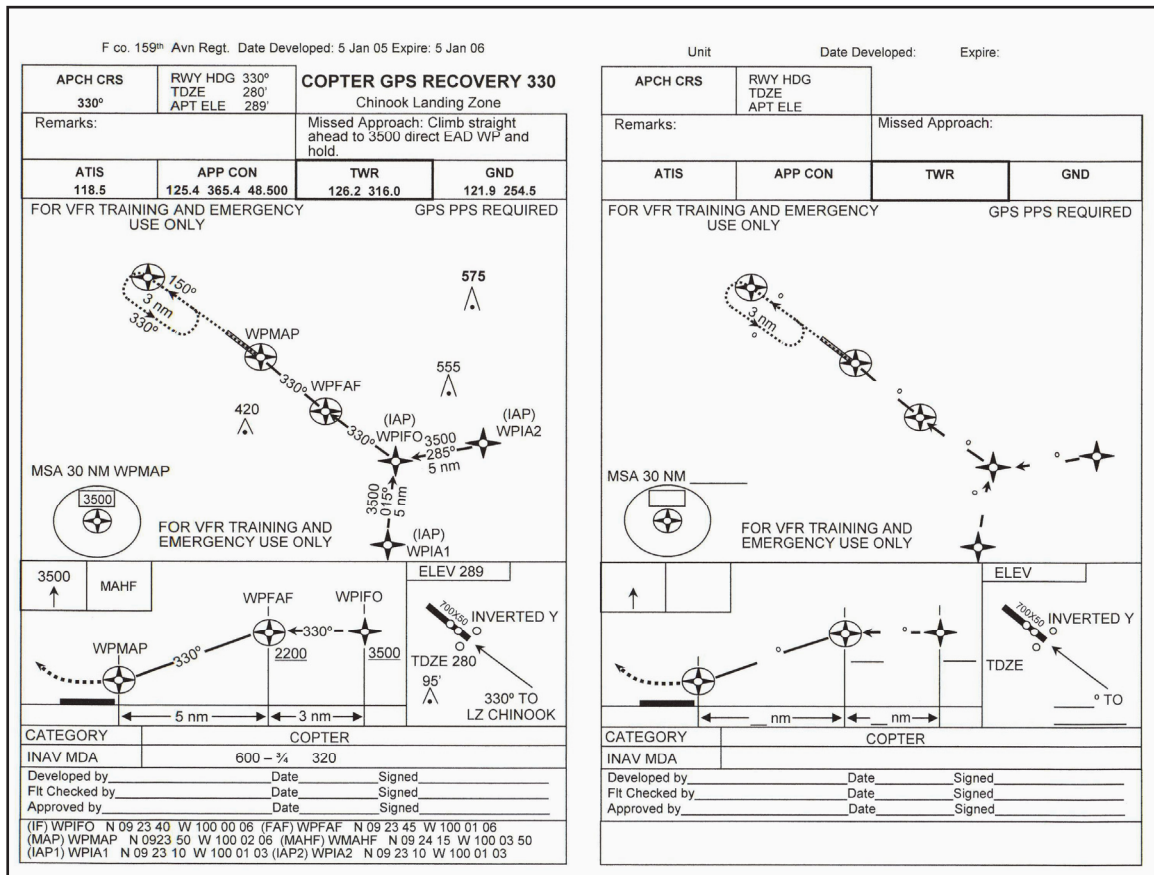 F co. 159th Avn Regt. Date Developed: 5 Jan 05 Expire: 5 Jan 06
APCH CRS
330º
RWY HDG 330º
TDZE 280'
APT ELE 289'
COPTER GPS RECOVERY 330
Chinook Landing Zone
Remarks:
Missed Approach: Climb straight
ahead to 3500 direct EAD WP and
hold.
ATIS
118.5
APP CON
125.4 365.4 48.500
TWR
126.2 316.0
GND
121.9 254.5
FOR VFR TRAINING AND EMERGENCY
USE ONLY
GPS PPS REQUIRED
575
150º
3 nm
330º
WPMAP
555
330º
WPFAF
420
(IAP)
WPIFO
(IAP)
WPIA2
330º
3500
285º
5 nm
MSA 30 NM WPMAP
3500
3500
015º
5 nm
FOR VFR TRAINING AND
EMERGENCY USE ONLY
(IAP)
WPIA1
3500
MAHF
ELEV 289
WPFAF
WPIFO
700X50
INVERTED Y
330º
WPMAP
330º
2200
3500
TDZE 280
95'
330º TO
LZ CHINOOK
5 nm
3 nm
CATEGORY
COPTER
INAV MDA
600 – ¾ 320
Developed by Date Signed
Flt Checked by Date Signed
Approved by Date Signed
(IF) WPIFO N 09 23 40 W 100 00 06 (FAF) WPFAF N 09 23 45 W 100 01 06
(MAP) WPMAP N 0923 50 W 100 02 06 (MAHF) WMAHF N 09 24 15 W 100 03 50
(IAP1) WPIA1 N 09 23 10 W 100 01 03 (IAP2) WPIA2 N 09 23 10 W 100 01 03
Unit Date Developed: Expire:
APCH CRS
RWY HDG
TDZE
APT ELE
Remarks:
Missed Approach:
ATIS
APP CON
TWR
GND
FOR VFR TRAINING AND EMERGENCY
USE ONLY
GPS PPS REQUIRED
º
3 nm
º
º
º
º
º
MSA 30 NM
FOR VFR TRAINING AND
EMERGENCY USE ONLY
ELEV
700X50
INVERTED Y
º
º
TDZE
º TO
nm
nm
CATEGORY
COPTER
INAV MDA
Developed by Date Signed
Flt Checked by Date Signed
Approved by Date Signed